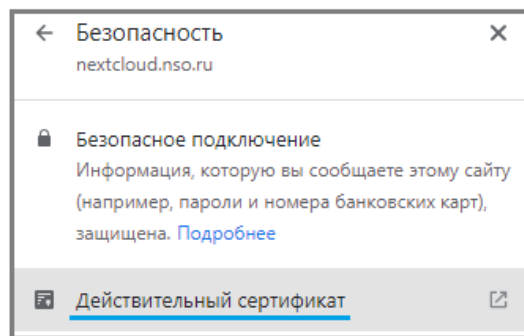 Безопасность
nextcloud.nso.ru
Безопасное подключение
Информация, которую вы сообщаете этому сайту
(например, пароли и номера банковских карт),
защищена. Подробнее
Действительный сертификат